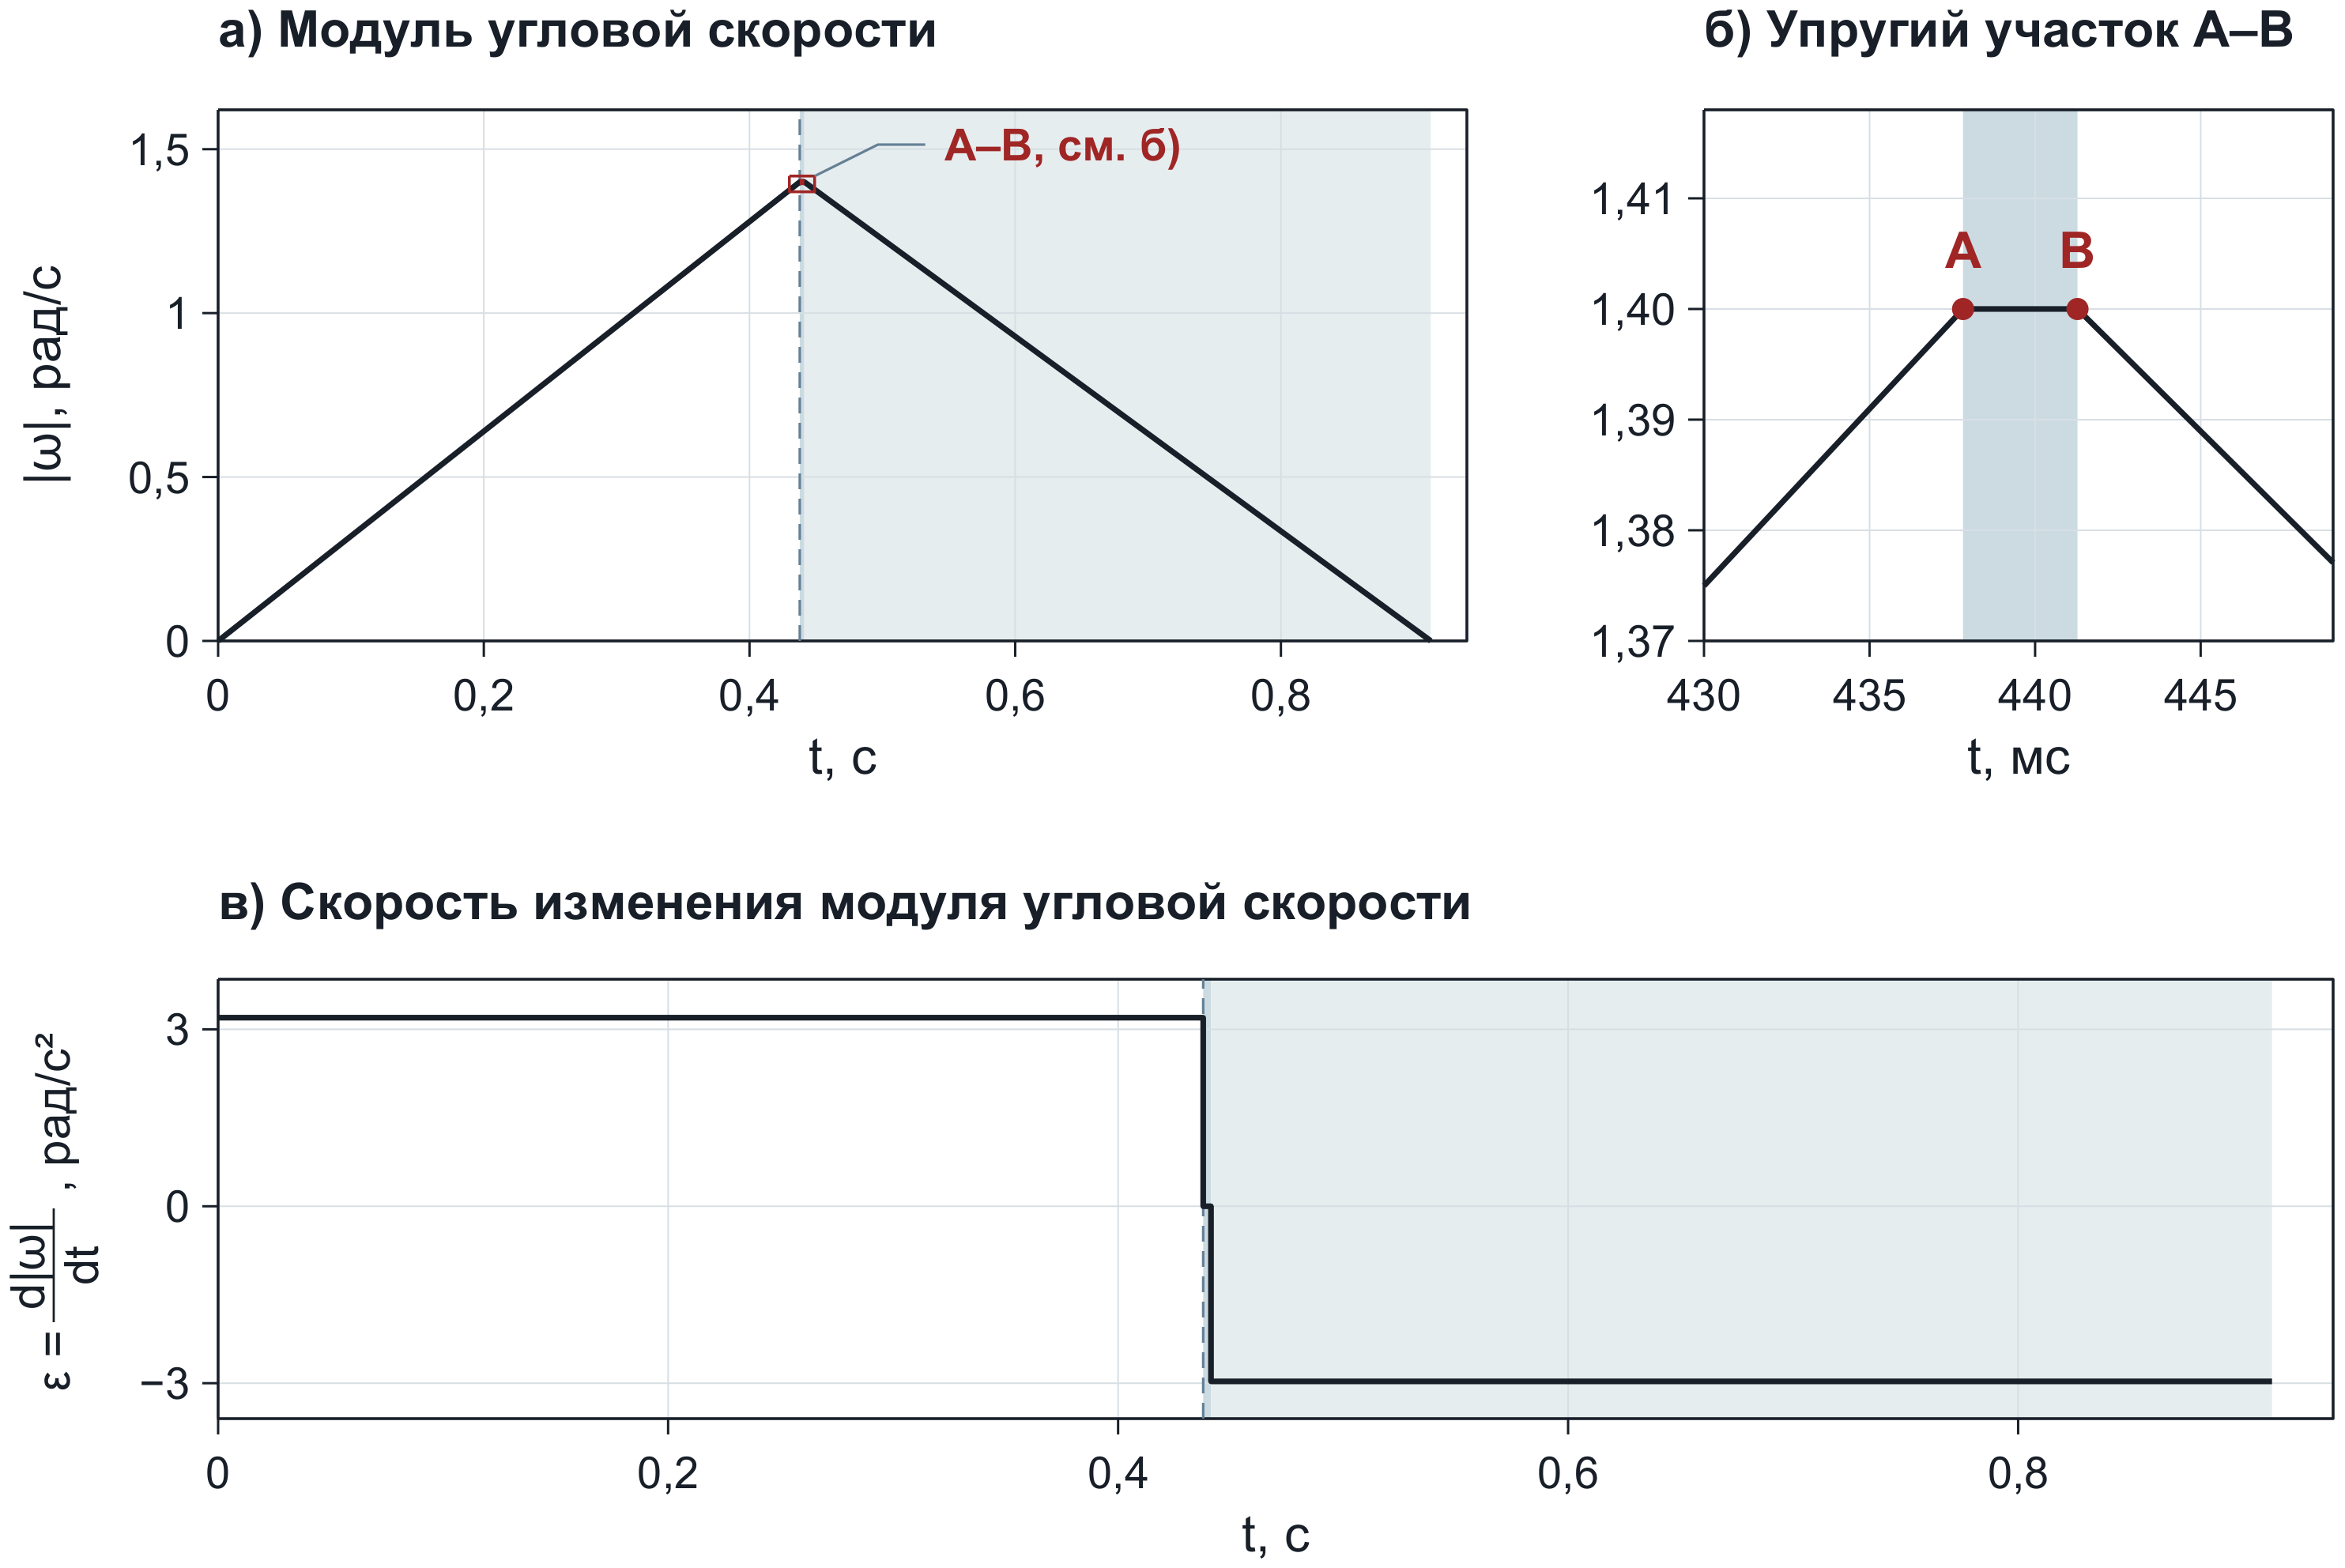 а) Модуль угловой скорости
|ω|, рад/с
1,5
1
0,5
0
А–В, см. б)
0 0,2 0,4 0,6 0,8
t, с
б) Упругий участок А–В
1,41
1,40
1,39
1,38
1,37
А В
430 435 440 445
t, мс
в) Скорость изменения модуля угловой скорости
ε = d|ω| / dt , рад/с²
3
0
−3
0 0,2 0,4 0,6 0,8
t, с